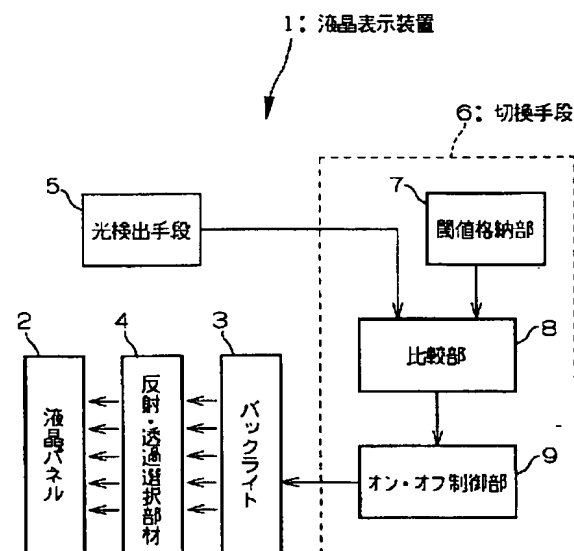 1：液晶表示装置
6：切換手段
5
光検出手段
7
閾値格納部
2
液晶パネル
4
反射・透過選択部材
3
バックライト
8
比較部
9
オン・オフ制御部